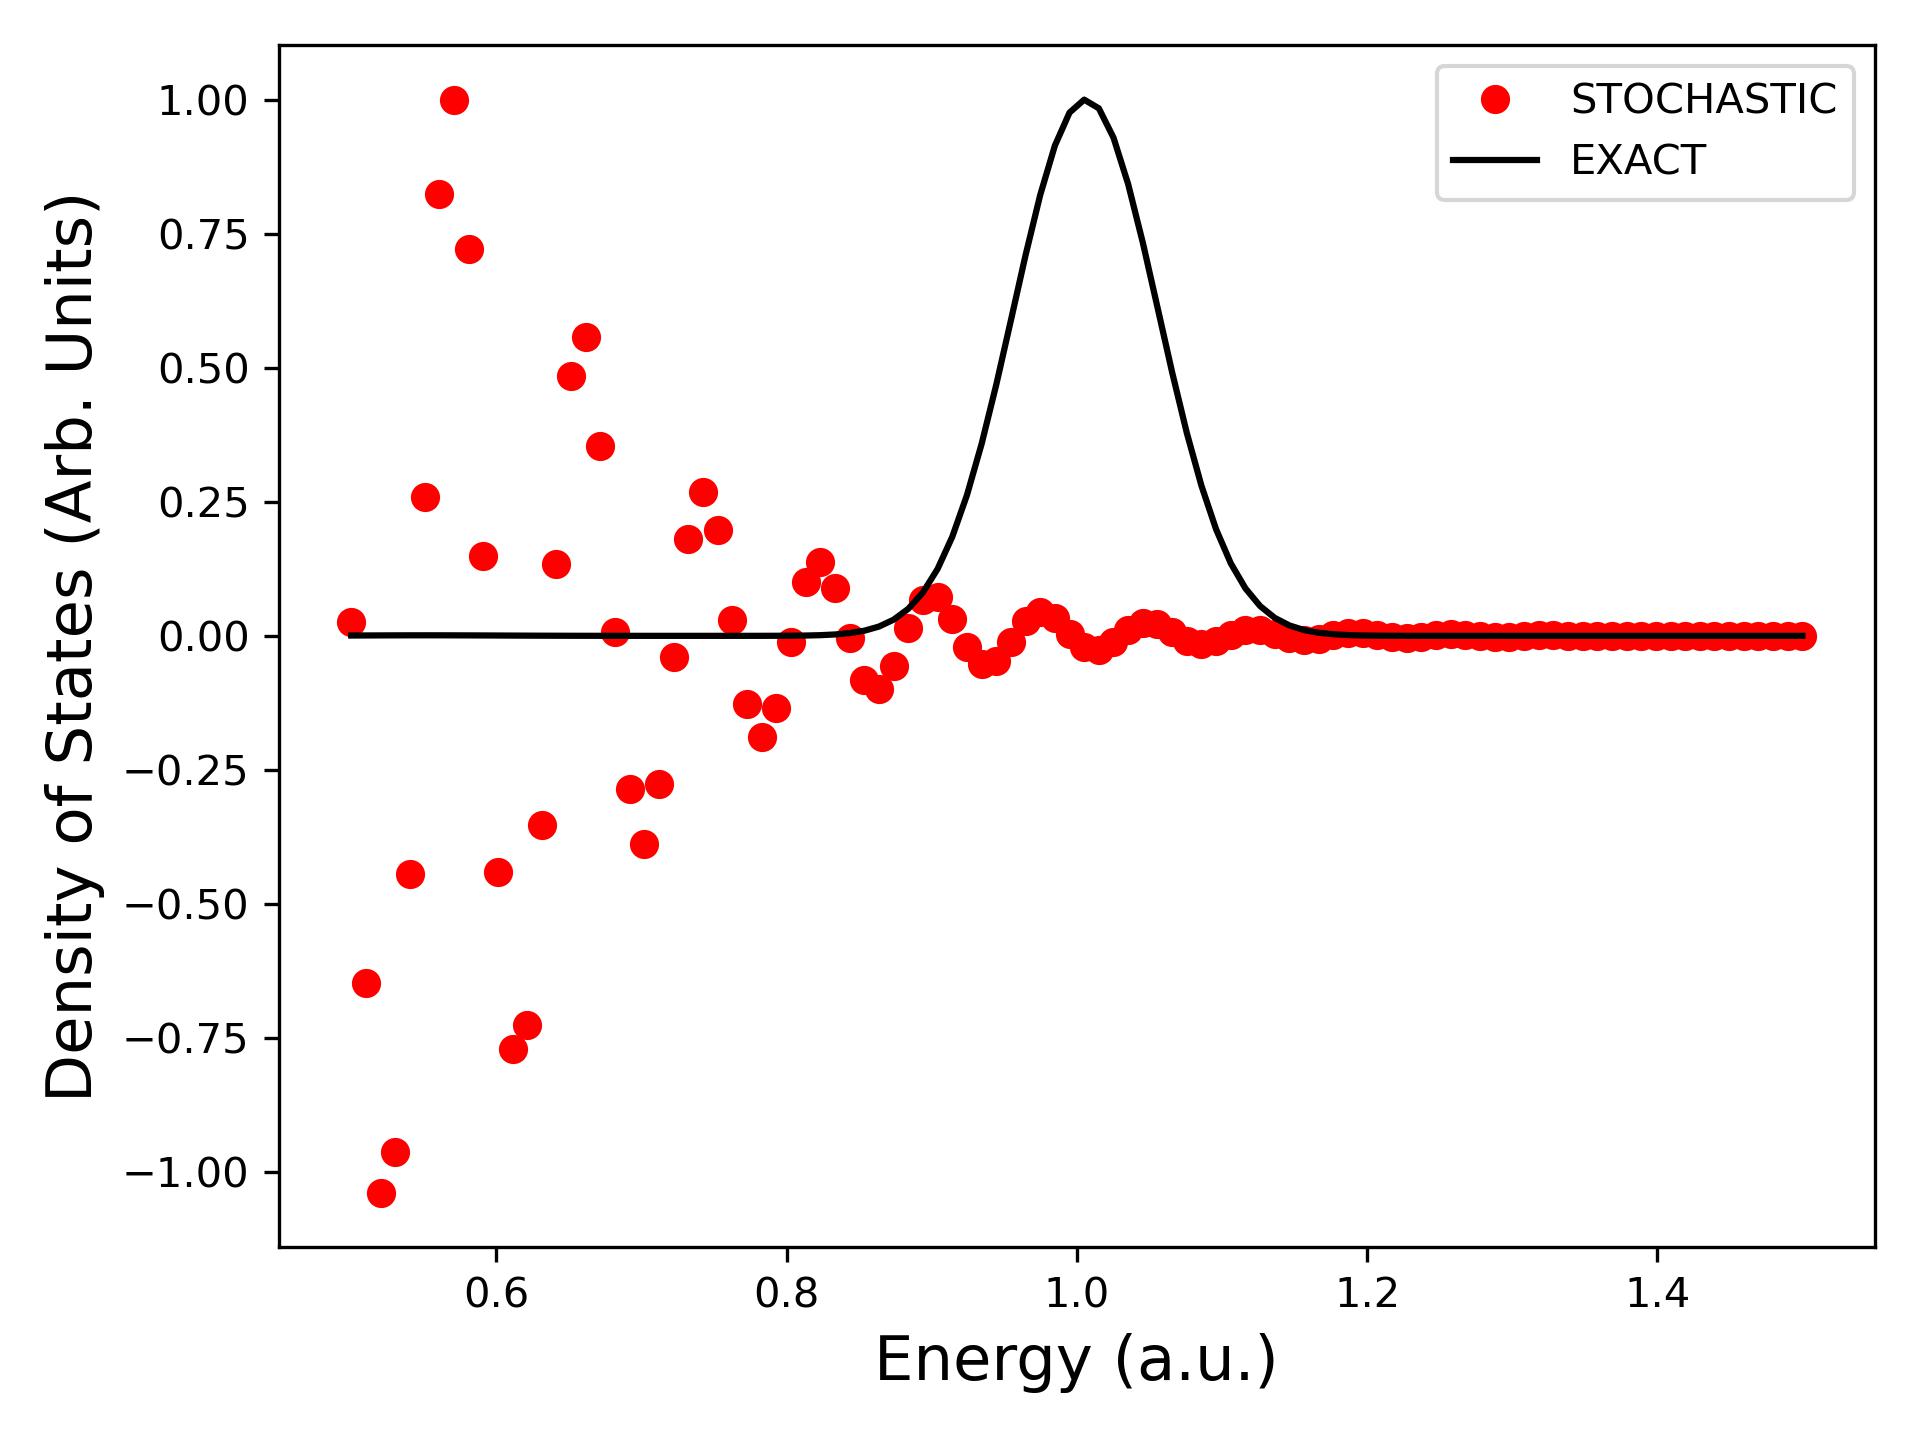 STOCHASTIC
EXACT
1.00
0.75
0.50
0.25
0.00
−0.25
−0.50
−0.75
−1.00
Density of States (Arb. Units)
0.6 0.8 1.0 1.2 1.4
Energy (a.u.)